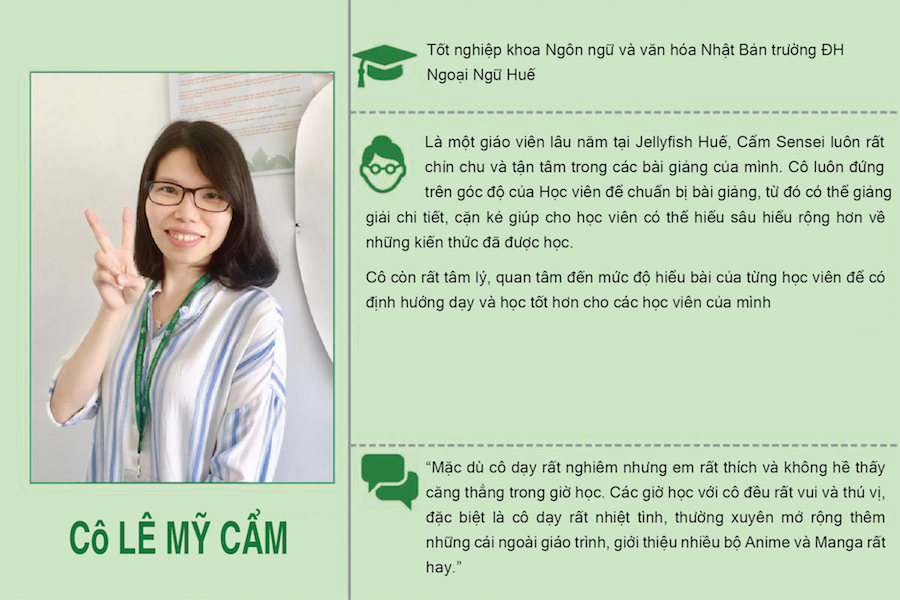 Tốt nghiệp khoa Ngôn ngữ và văn hóa Nhật Bản trường ĐH
Ngoại Ngữ Huế
Là một giáo viên lâu năm tại Jellyfish Huế, Cẩm Sensei luôn rất
chỉn chu và tận tâm trong các bài giảng của mình. Cô luôn đứng
trên góc độ của Học viên để chuẩn bị bài giảng, từ đó có thể giảng
giải chi tiết, cặn kẽ giúp cho học viên có thể hiểu sâu hiểu rộng hơn về
những kiến thức đã được học.
Cô còn rất tâm lý, quan tâm đến mức độ hiểu bài của từng học viên để có
định hướng dạy và học tốt hơn cho các học viên của mình
“Mặc dù cô dạy rất nghiêm nhưng em rất thích và không hề thấy
căng thẳng trong giờ học. Các giờ học với cô đều rất vui và thú vị,
đặc biệt là cô dạy rất nhiệt tình, thường xuyên mở rộng thêm
những cái ngoài giáo trình, giới thiệu nhiều bộ Anime và Manga rất
hay.”
Cô LÊ MỸ CẨM